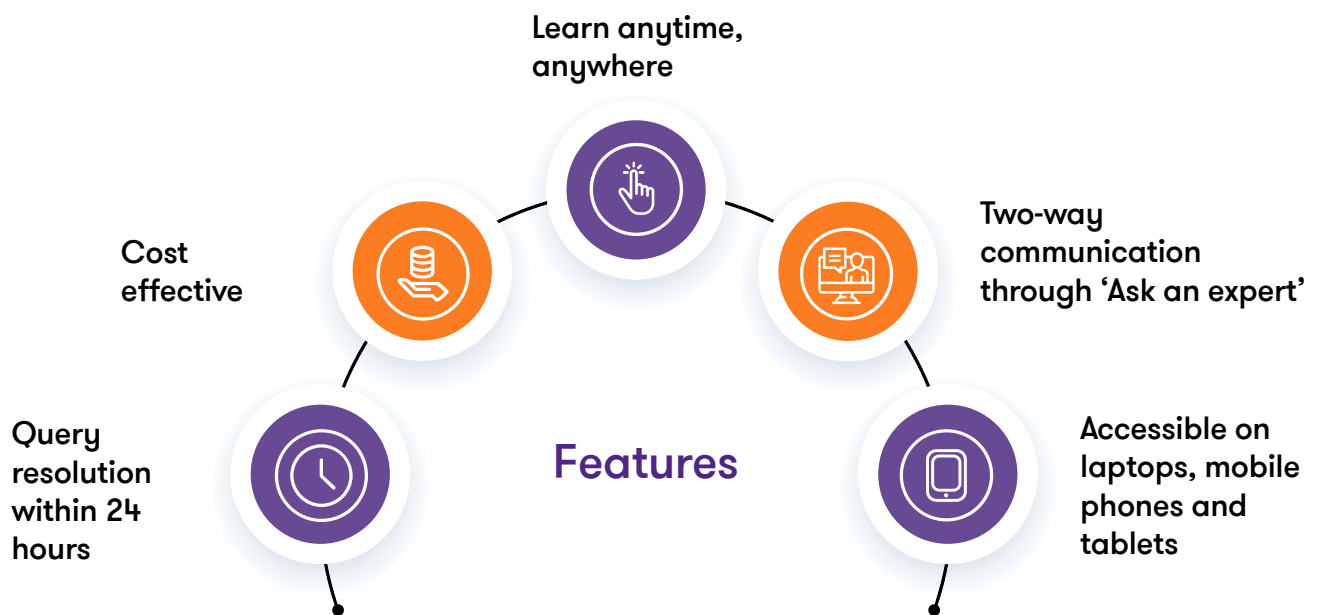 Learn anytime,
anywhere
Cost
effective
Two-way
communication
through ‘Ask an expert’
Query
resolution
within 24
hours
Features
Accessible on
laptops, mobile
phones and
tablets